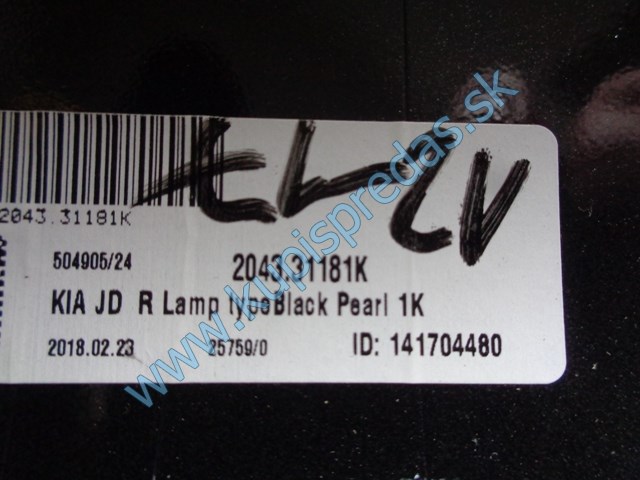 2043.31181K
504905/24 2043.31181K
KIA JD R Lamp typeBlack Pearl 1K
2018.02.23 25759/0 ID: 141704480
www.kupispredas.sk